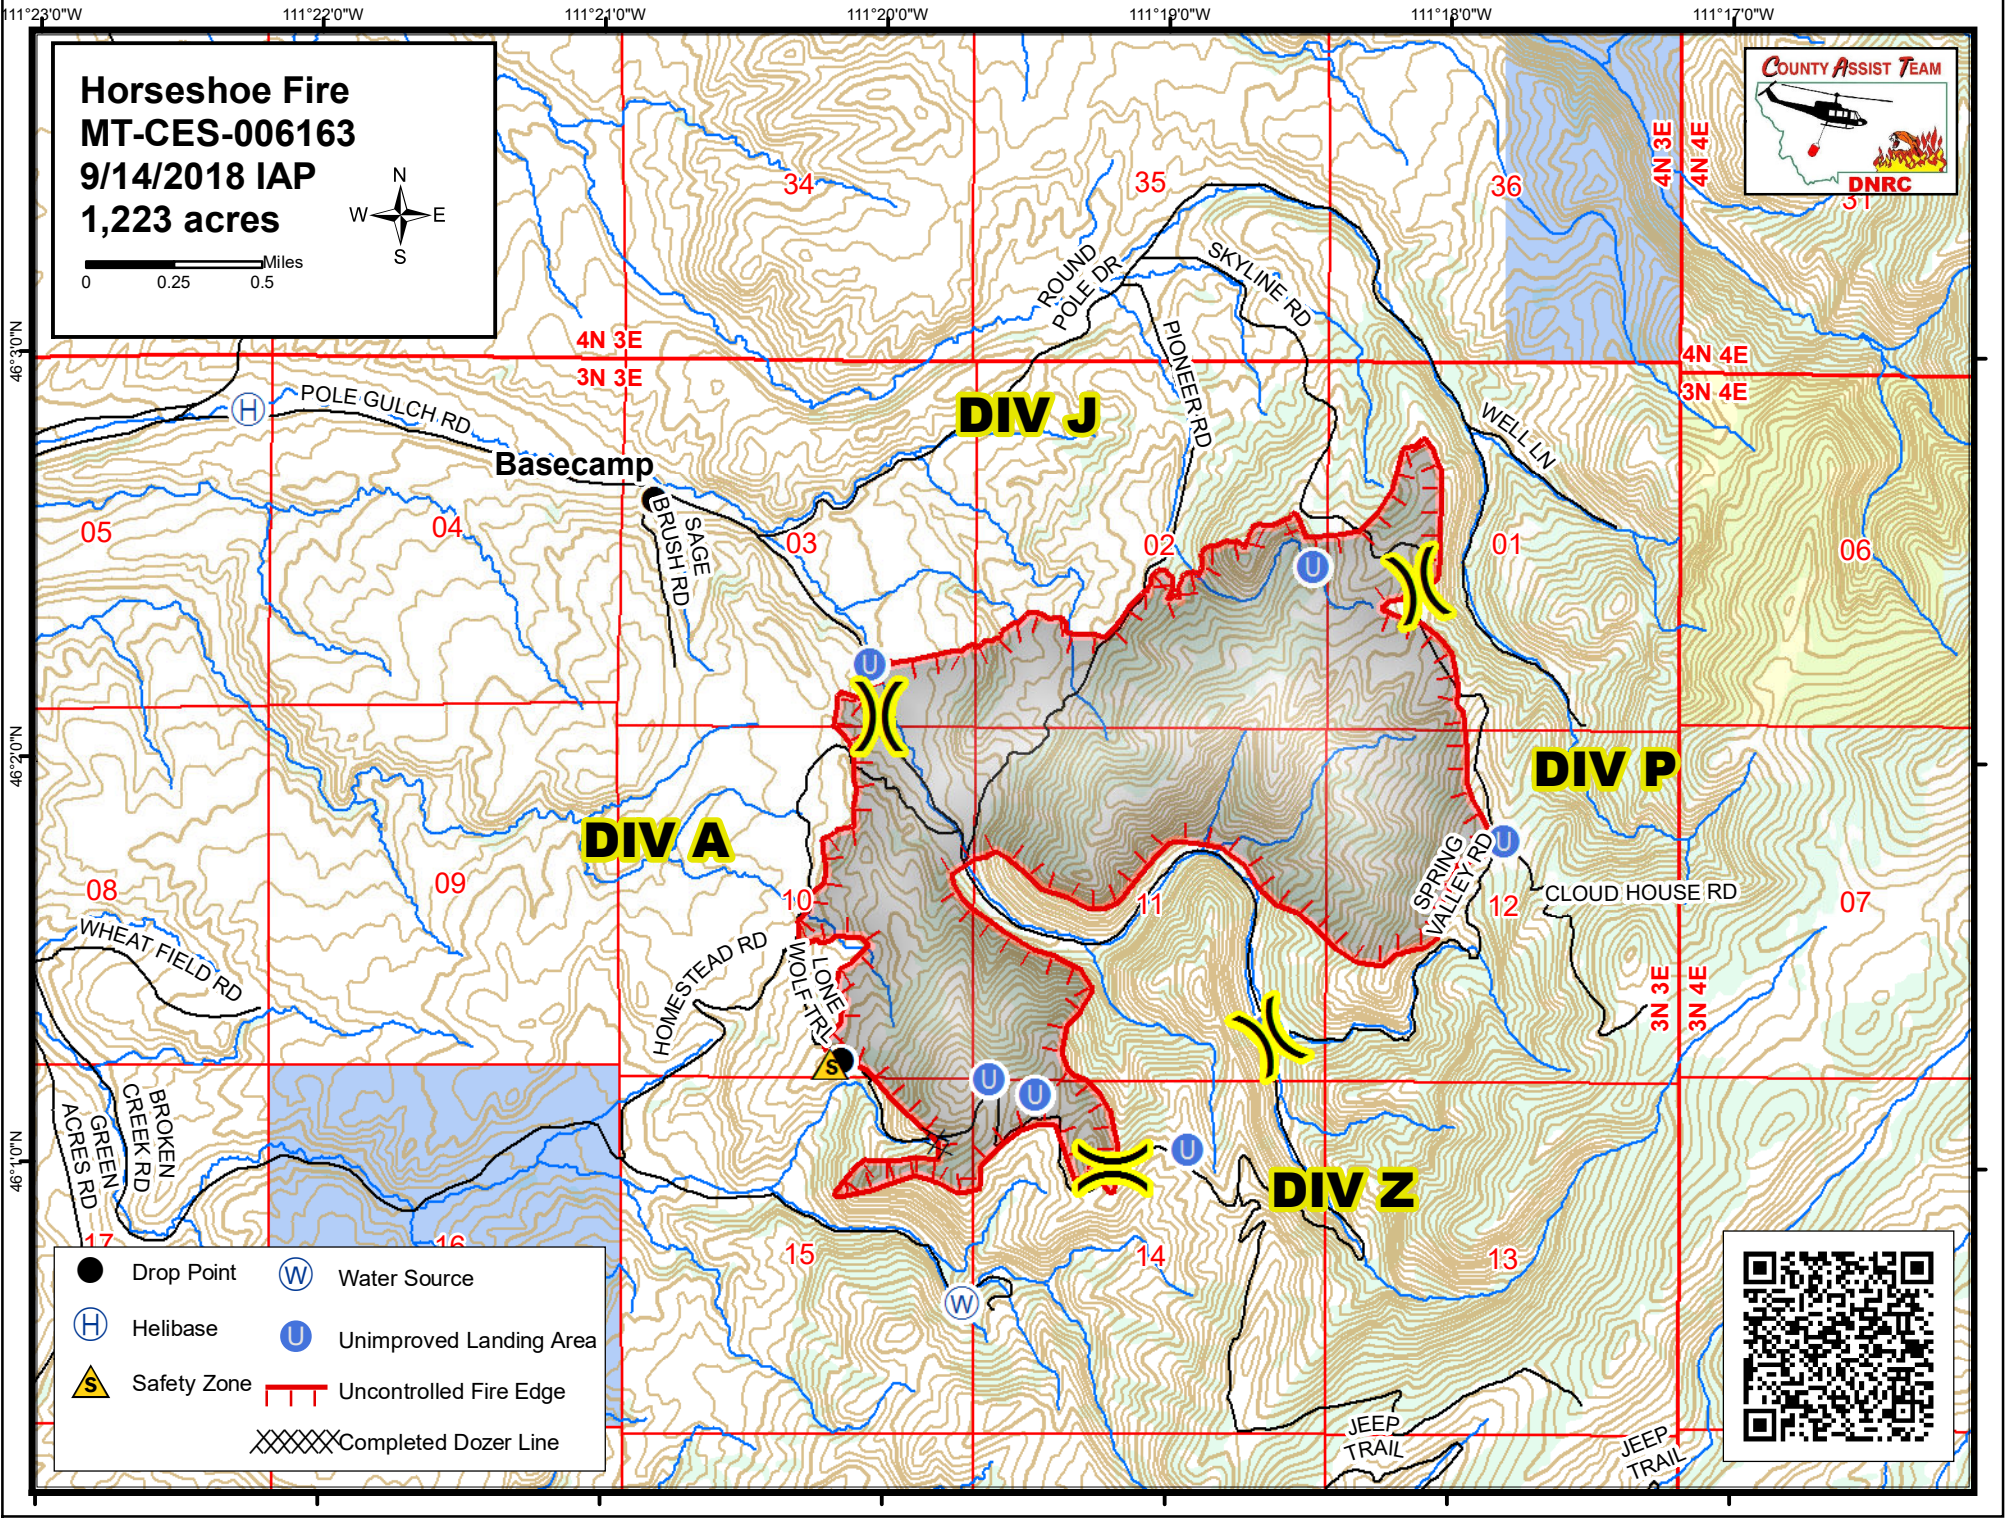 111°23'0"W
111°22'0"W
111°21'0"W
111°20'0"W
111°19'0"W
111°18'0"W
111°17'0"W
Horseshoe Fire
MT-CES-006163
9/14/2018 IAP
1,223 acres
N
W
E
S
Miles
0
0.25
0.5
COUNTY ASSIST TEAM
DNRC
34
35
36
31
4N 3E
4N 4E
46°3'0"N
4N 3E
3N 3E
4N 4E
3N 4E
ROUND
POLE DR
SKYLINE RD
PIONEER RD
WELL LN
H
POLE GULCH RD
Basecamp
SAGE
BRUSH RD
DIV J
05
04
03
02
01
06
U
U
46°2'0"N
DIV A
DIV P
U
SPRING
VALLEY RD
CLOUD HOUSE RD
08
09
10
11
12
07
WHEAT FIELD RD
HOMESTEAD RD
LONE
WOLF TRL
3N 3E
3N 4E
S
U
U
U
46°1'0"N
BROKEN
CREEK RD
GREEN
ACRES RD
DIV Z
17
16
15
14
13
W
JEEP
TRAIL
JEEP
TRAIL
Drop Point
W
Water Source
H
Helibase
U
Unimproved Landing Area
S
Safety Zone
Uncontrolled Fire Edge
Completed Dozer Line